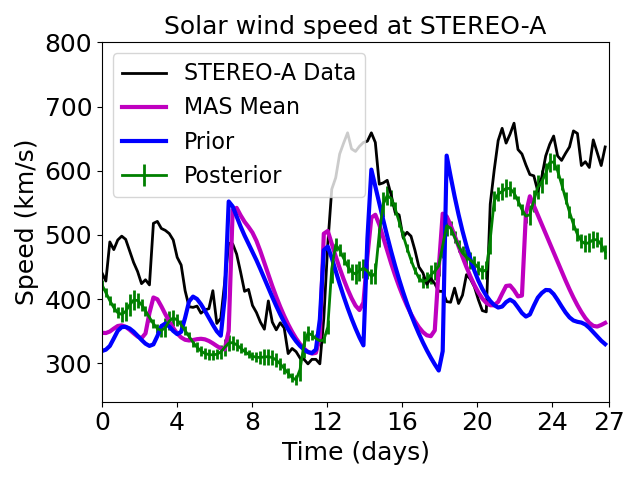 Solar wind speed at STEREO-A
800
700
600
500
400
300
Speed (km/s)
STEREO-A Data
MAS Mean
Prior
Posterior
0 4 8 12 16 20 24 27
Time (days)